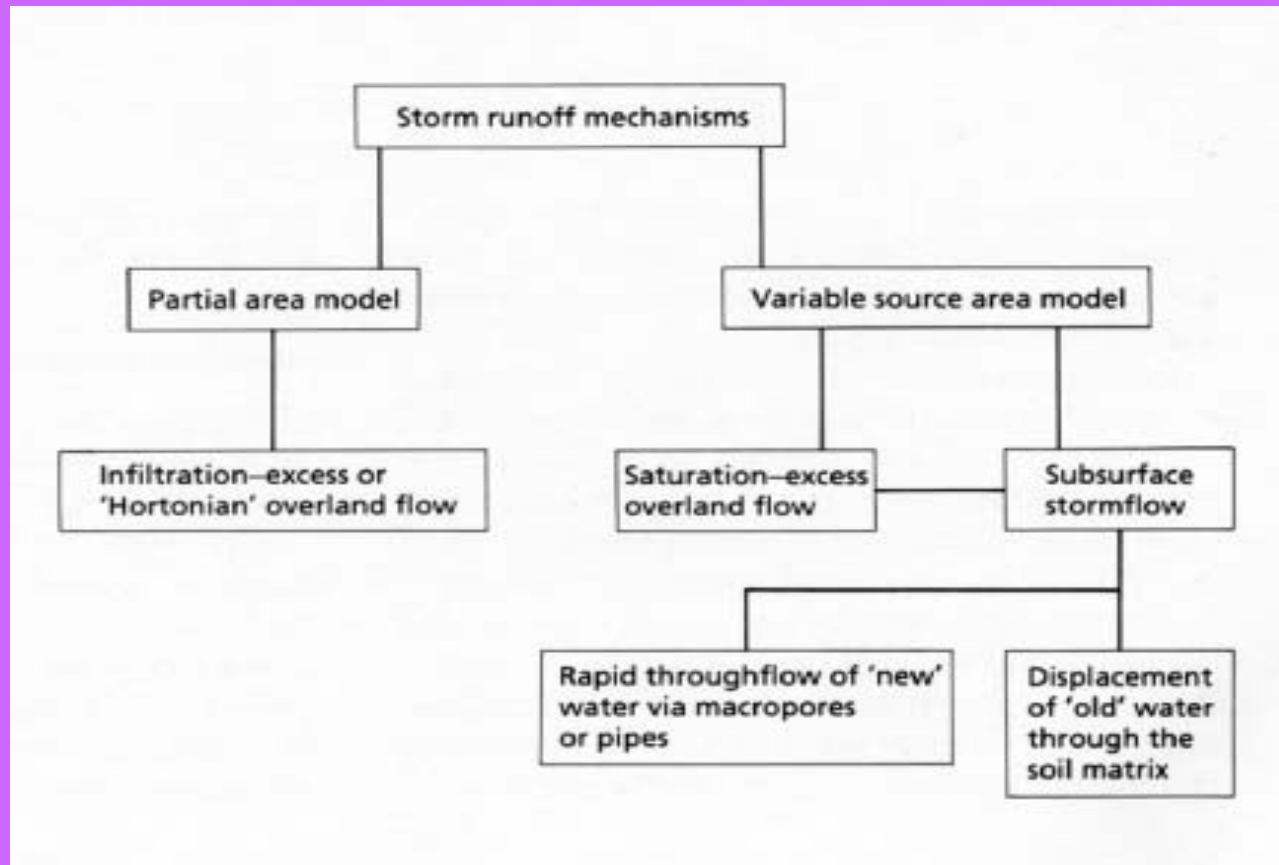 Storm runoff mechanisms
Partial area model
Variable source area model
Infiltration–excess or
'Hortonian' overland flow
Saturation–excess
overland flow
Subsurface
stormflow
Rapid throughflow of 'new'
water via macropores
or pipes
Displacement
of 'old' water
through the
soil matrix